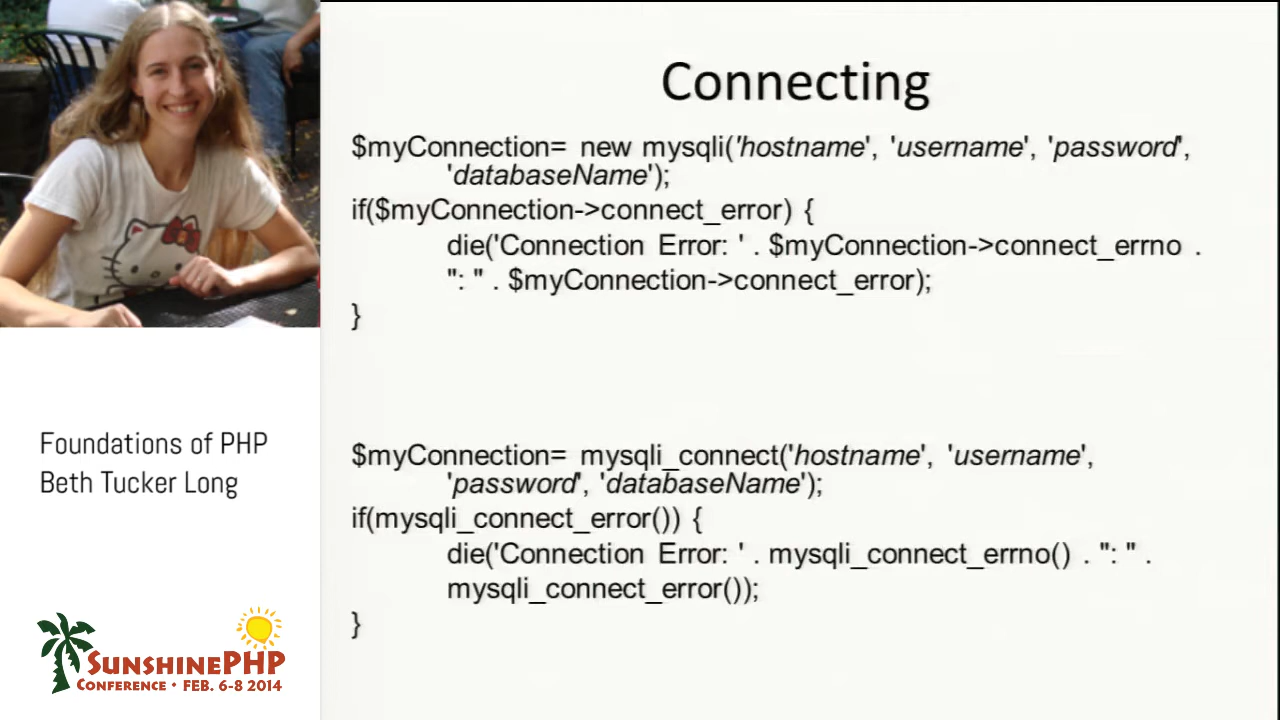 Connecting
$myConnection= new mysqli('hostname', 'username', 'password',
'databaseName');
if($myConnection->connect_error) {
die('Connection Error: ' . $myConnection->connect_errno .
": " . $myConnection->connect_error);
}
$myConnection= mysqli_connect('hostname', 'username',
'password', 'databaseName');
if(mysqli_connect_error()) {
die('Connection Error: ' . mysqli_connect_errno() . ": " .
mysqli_connect_error());
}
Foundations of PHP
Beth Tucker Long
SUNSHINEPHP
CONFERENCE • FEB. 6-8 2014